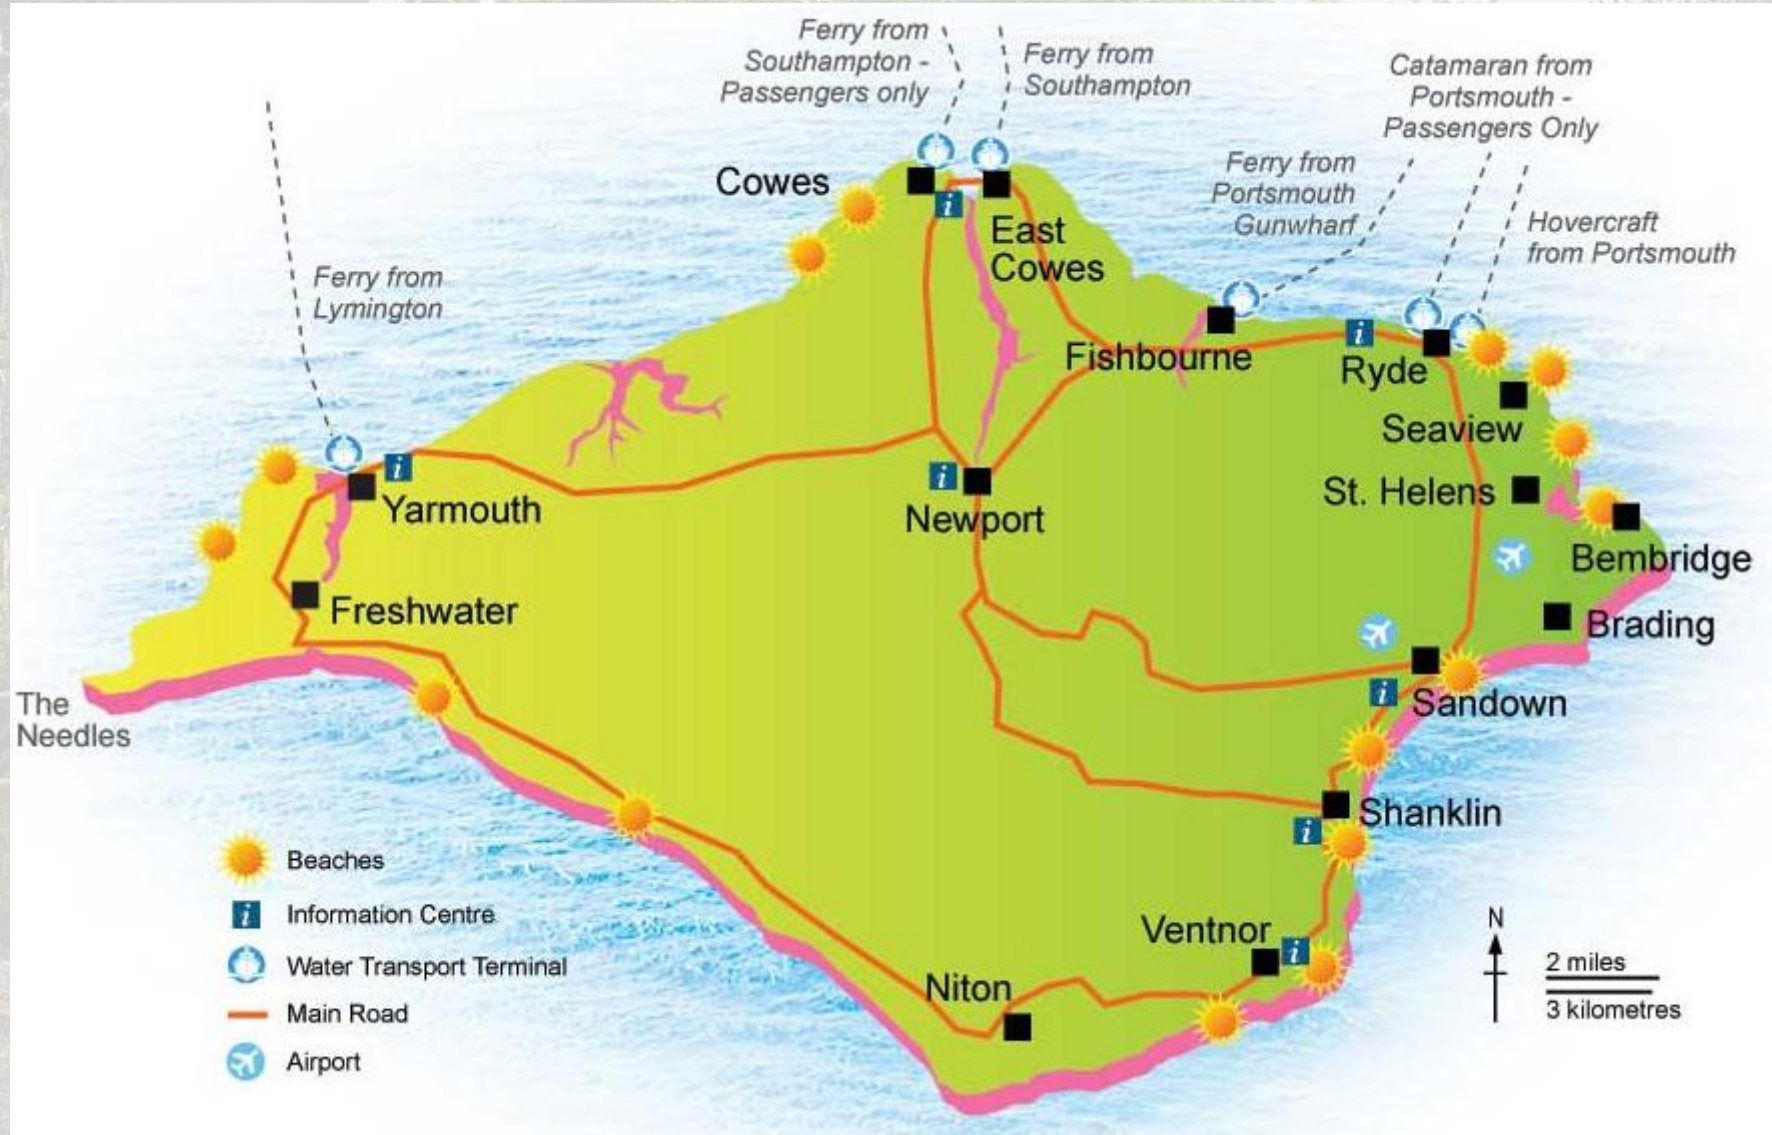 Ferry from
Southampton -
Passengers only
Ferry from
Southampton
Catamaran from
Portsmouth -
Passengers Only
Ferry from
Portsmouth
Gunwharf
Hovercraft
from Portsmouth
Ferry from
Lymington
Cowes
i
East
Cowes
Fishbourne
i
Ryde
Seaview
i
Yarmouth
i
Newport
St. Helens
Bembridge
Freshwater
Brading
The
Needles
i
Sandown
Shanklin
i
Ventnor
i
Niton
Beaches
i
Information Centre
Water Transport Terminal
Main Road
Airport
N
2 miles
3 kilometres